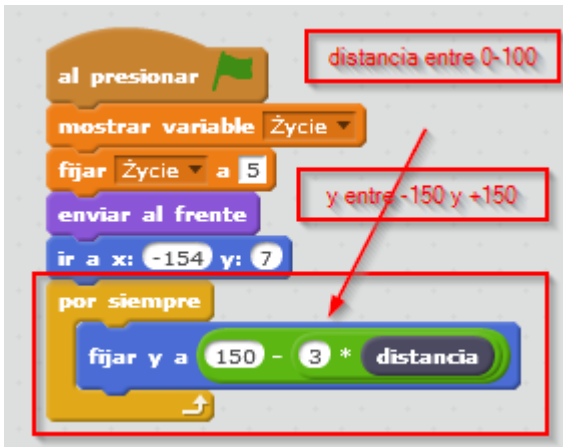 al presionar
distancia entre 0-100
mostrar variable Życie
fijar Życie a 5
y entre -150 y +150
enviar al frente
ir a x: -154 y: 7
por siempre
fijar y a 150 - 3 * distancia